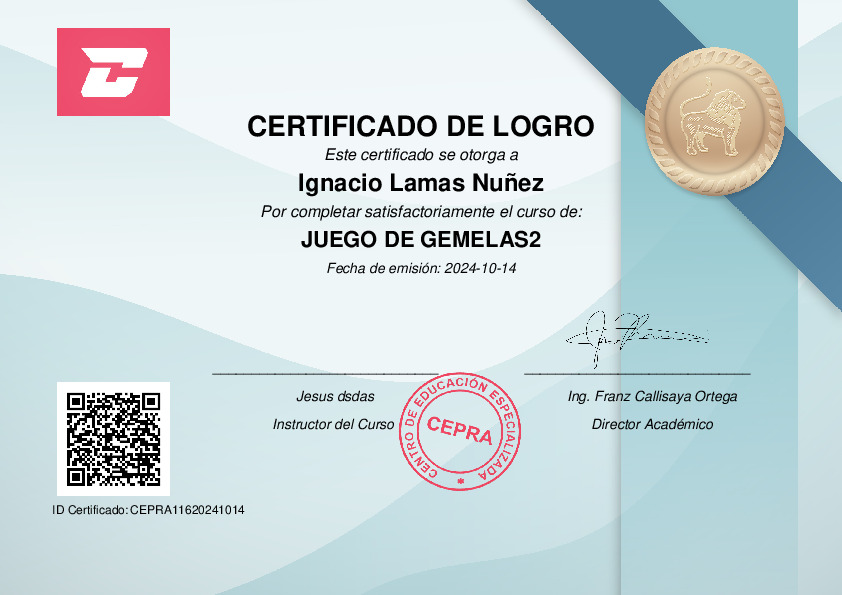 CERTIFICADO DE LOGRO
Este certificado se otorga a
Ignacio Lamas Nuñez
Por completar satisfactoriamente el curso de:
JUEGO DE GEMELAS2
Fecha de emisión: 2024-10-14
Jesus dsdas
Instructor del Curso
Ing. Franz Callisaya Ortega
Director Académico
CENTRO DE EDUCACIÓN ESPECIALIZADA
CEPRA
ID Certificado: CEPRA11620241014